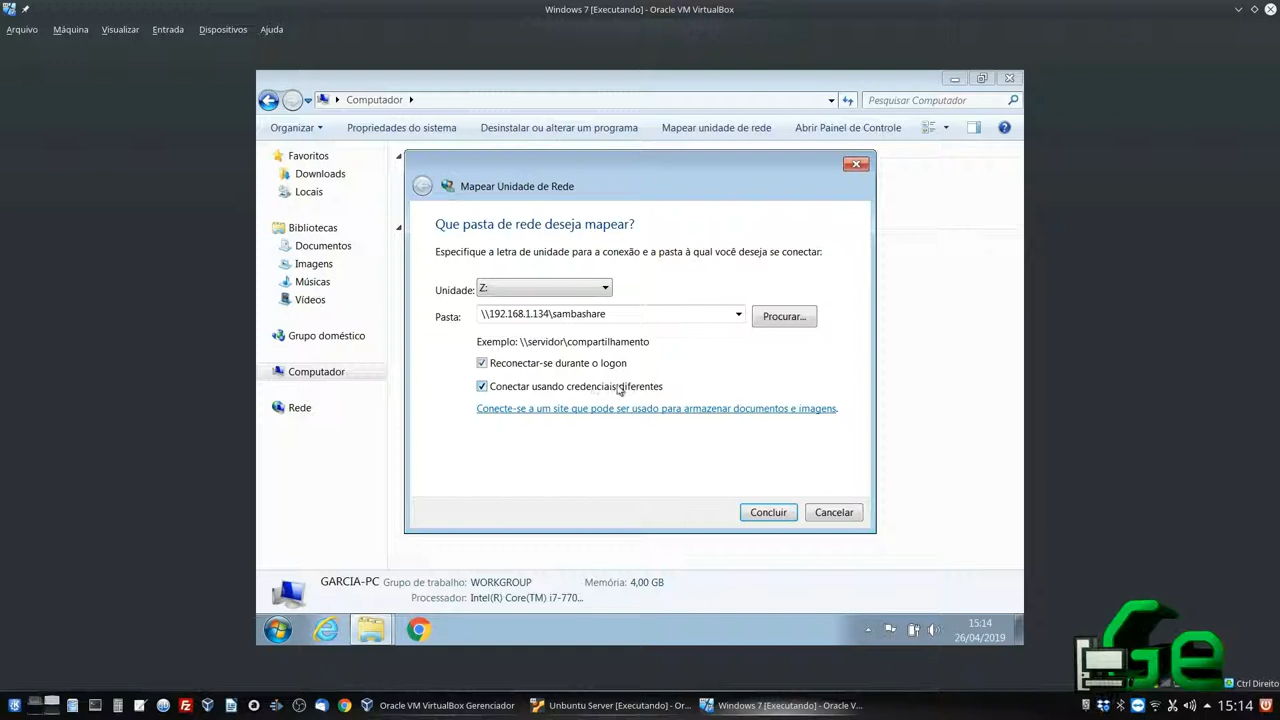 Windows 7 [Executando] - Oracle VM VirtualBox
Arquivo Máquina Visualizar Entrada Dispositivos Ajuda
Computador
Pesquisar Computador
Organizar Propriedades do sistema Desinstalar ou alterar um programa Mapear unidade de rede Abrir Painel de Controle
Favoritos
Downloads
Locais
Bibliotecas
Documentos
Imagens
Músicas
Vídeos
Grupo doméstico
Computador
Rede
Mapear Unidade de Rede
Que pasta de rede deseja mapear?
Especifique a letra de unidade para a conexão e a pasta à qual você deseja se conectar:
Unidade: Z:
Pasta: \\192.168.1.134\sambashare Procurar...
Exemplo: \\servidor\compartilhamento
Reconectar-se durante o logon
Conectar usando credenciais diferentes
Conecte-se a um site que pode ser usado para armazenar documentos e imagens.
Concluir Cancelar
GARCIA-PC Grupo de trabalho: WORKGROUP Memória: 4,00 GB
Processador: Intel(R) Core(TM) i7-770...
15:14
26/04/2019
Ge
Ctrl Direito
Oracle VM VirtualBox Gerenciador Unbuntu Server [Executando] - Or... Windows 7 [Executando] - Oracle V... 15:14